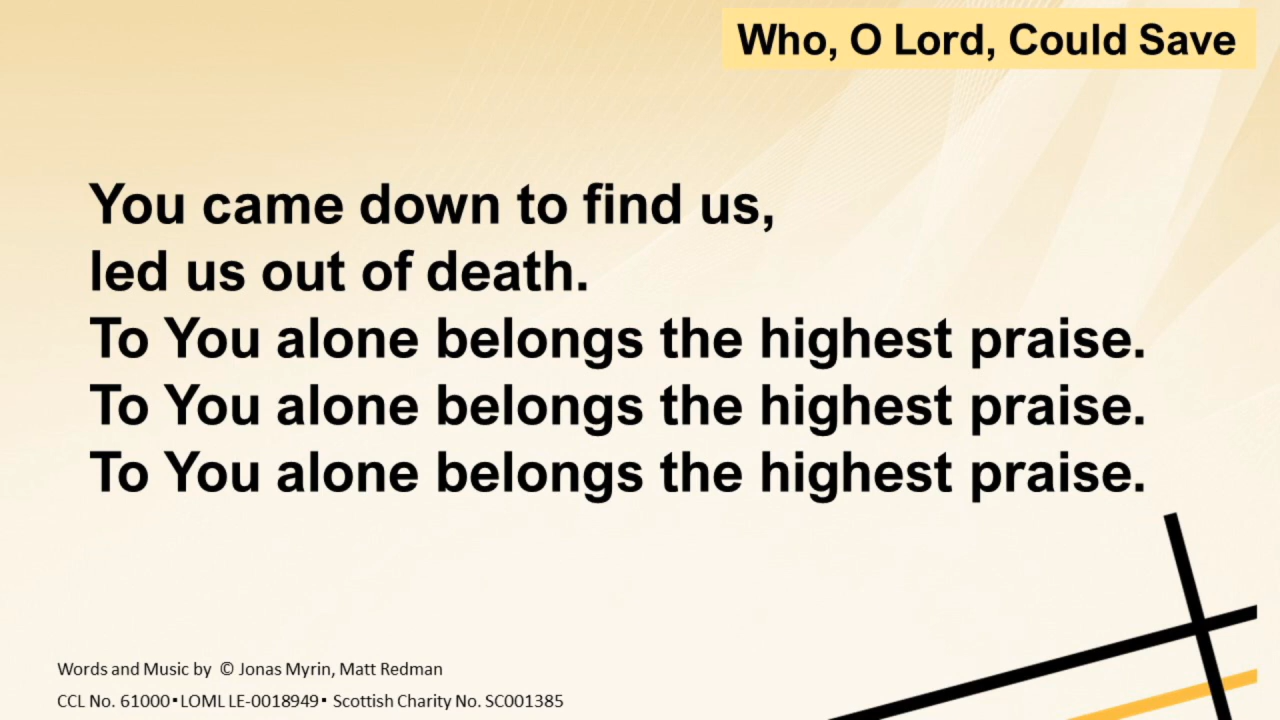 Who, O Lord, Could Save
You came down to find us,
led us out of death.
To You alone belongs the highest praise.
To You alone belongs the highest praise.
To You alone belongs the highest praise.
Words and Music by © Jonas Myrin, Matt Redman
CCL No. 61000▪LOML LE-0018949▪ Scottish Charity No. SC001385